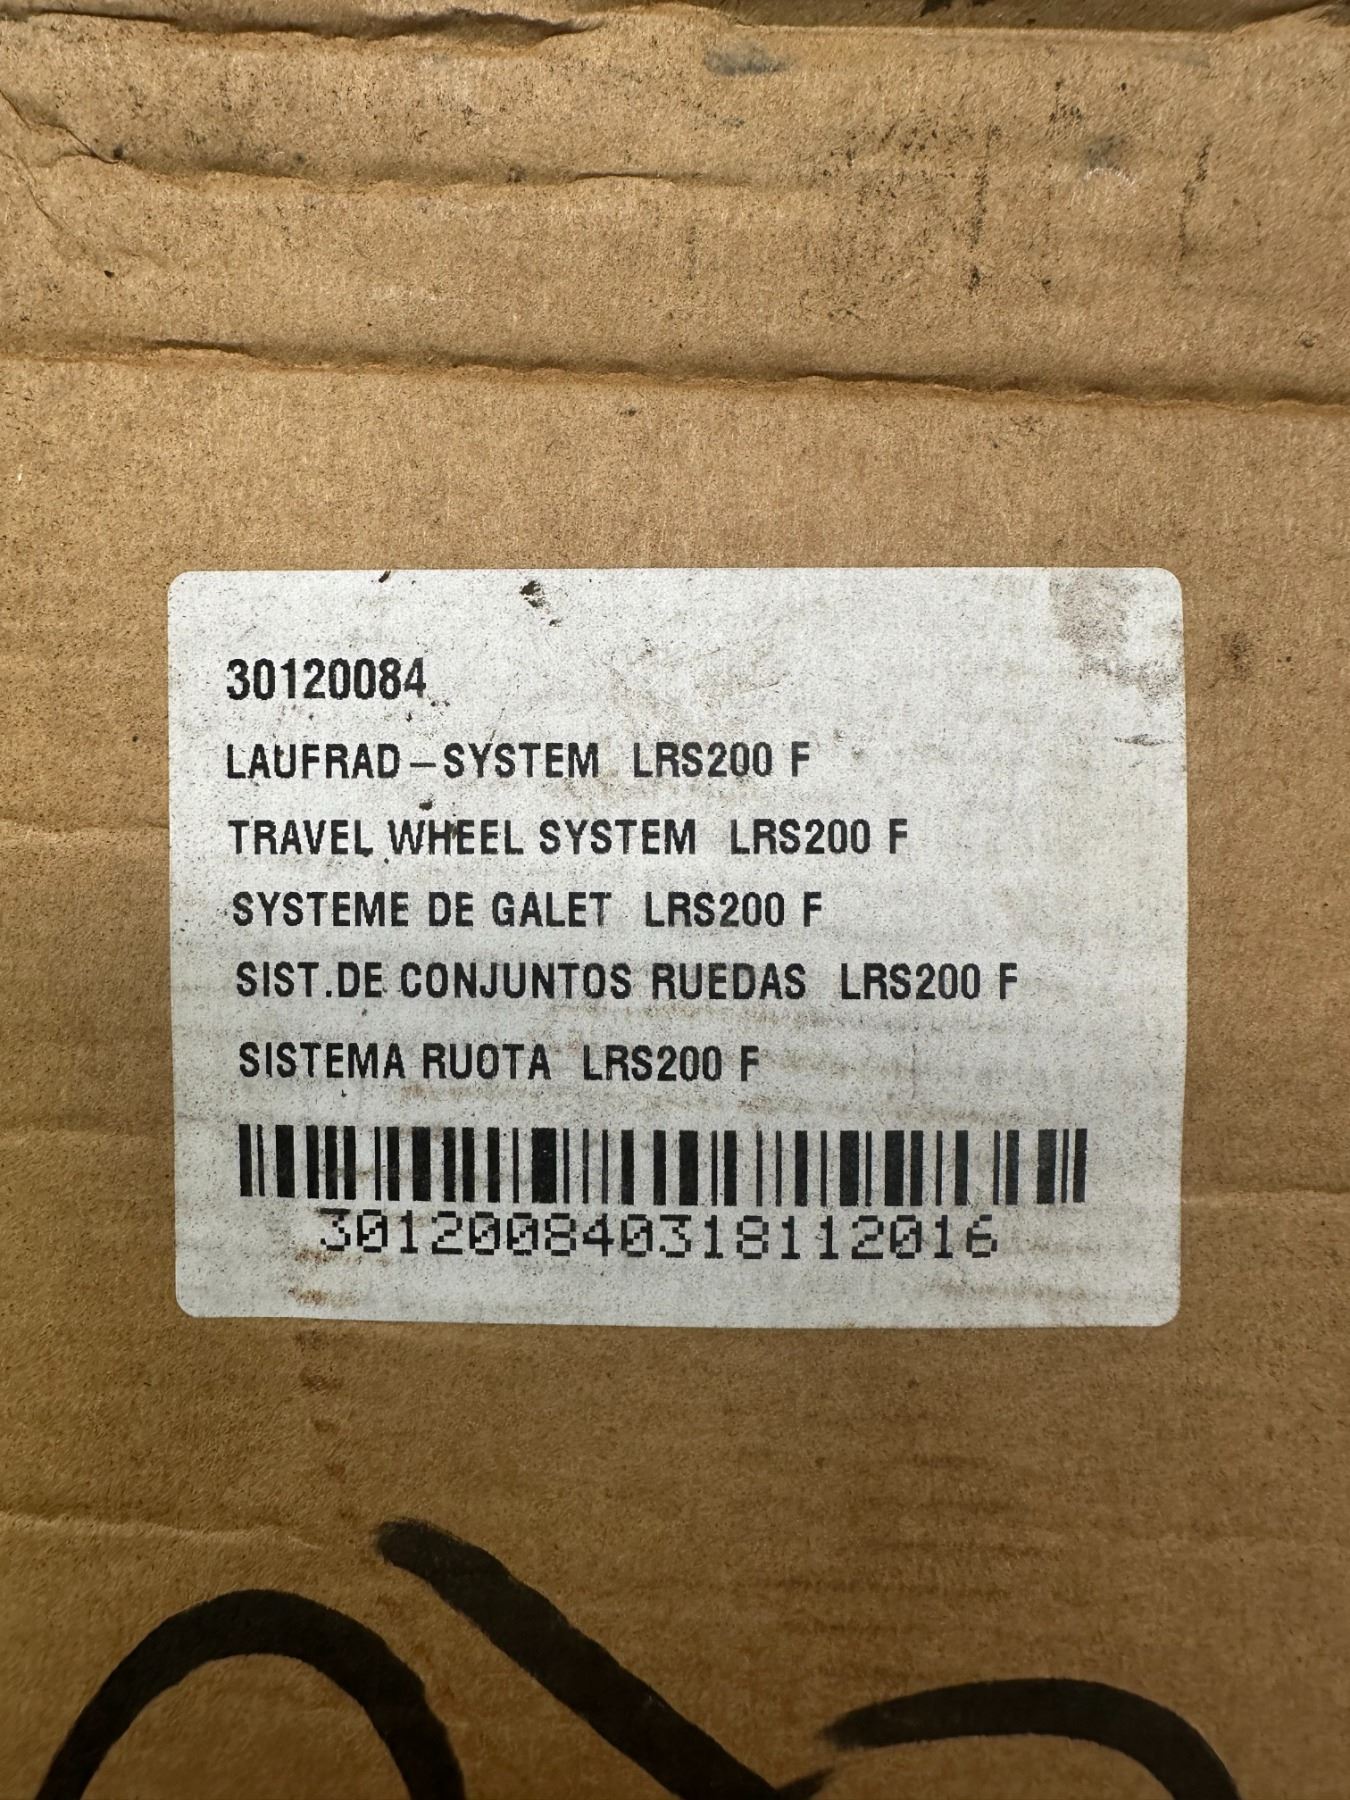 30120084
LAUFRAD-SYSTEM LRS200 F
TRAVEL WHEEL SYSTEM LRS200 F
SYSTEME DE GALET LRS200 F
SIST.DE CONJUNTOS RUEDAS LRS200 F
SISTEMA RUOTA LRS200 F
301200840318112016